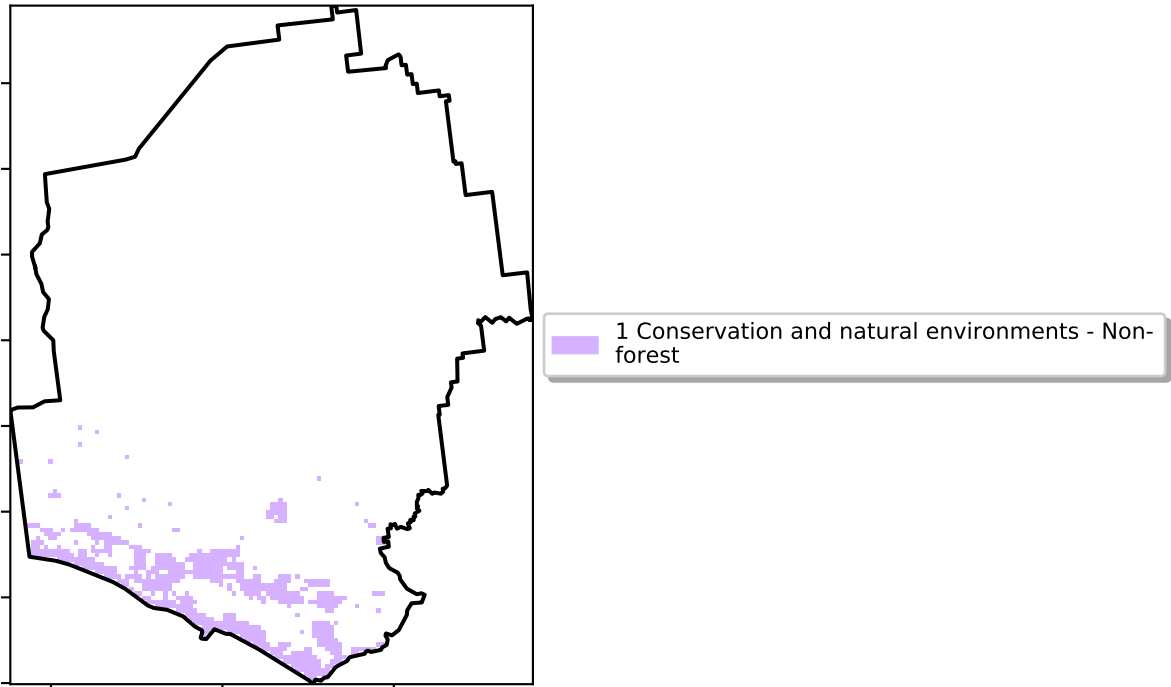 1 Conservation and natural environments - Non-
forest